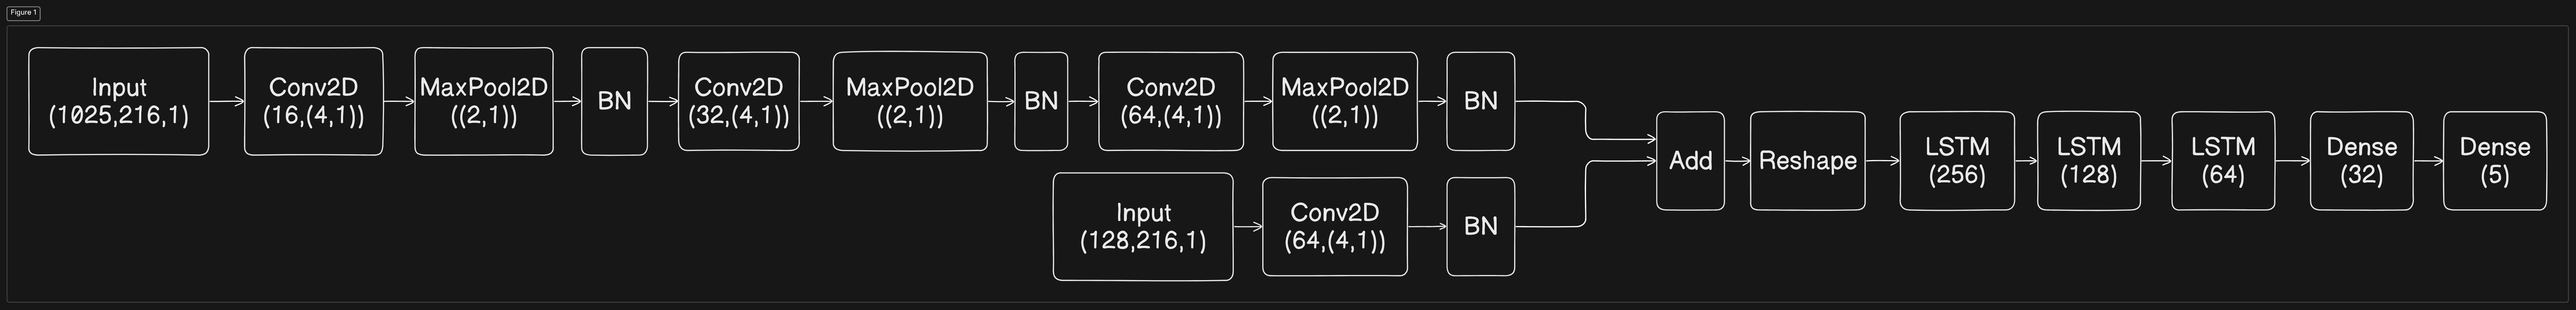 Figure 1
Input
(1025,216,1)
Conv2D
(16,(4,1))
MaxPool2D
((2,1))
BN
Conv2D
(32,(4,1))
MaxPool2D
((2,1))
BN
Conv2D
(64,(4,1))
MaxPool2D
((2,1))
BN
Input
(128,216,1)
Conv2D
(64,(4,1))
BN
Add
Reshape
LSTM
(256)
LSTM
(128)
LSTM
(64)
Dense
(32)
Dense
(5)